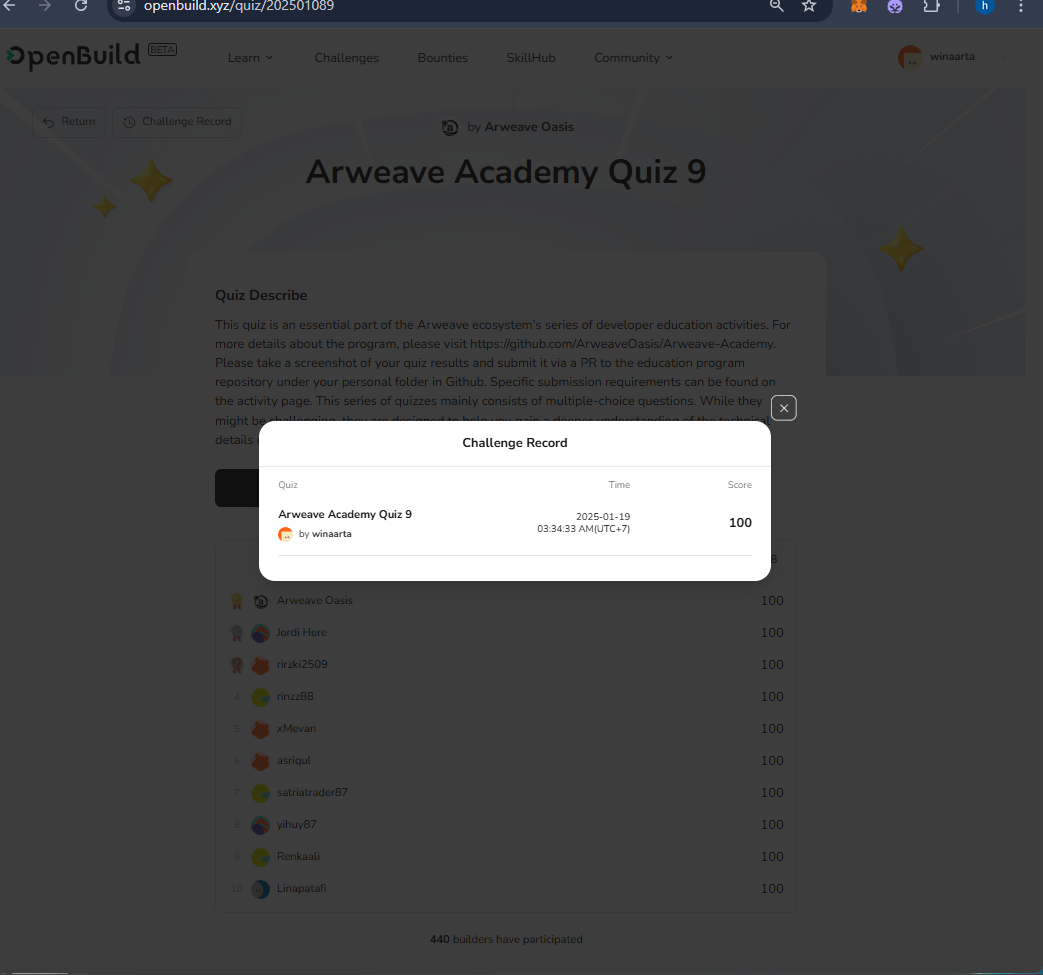 openbuild.xyz/quiz/202501089
h
OpenBuild BETA
Learn
Challenges
Bounties
SkillHub
Community
winaarta
Return
Challenge Record
by Arweave Oasis
Arweave Academy Quiz 9
Quiz Describe
This quiz is an essential part of the Arweave ecosystem's series of developer education activities. For
more details about the program, please visit https://github.com/ArweaveOasis/Arweave-Academy.
Please take a screenshot of your quiz results and submit it via a PR to the education program
repository under your personal folder in Github. Specific submission requirements can be found on
the activity page. This series of quizzes mainly consists of multiple-choice questions. While they
might be challenging, they are designed to help you gain a deeper understanding of the technical
details
Challenge Record
Quiz Time Score
Arweave Academy Quiz 9
by winaarta
2025-01-19
03:34:33 AM(UTC+7)
100
Arweave Oasis 100
Jordi Here 100
rirzki2509 100
4 rinzz88 100
5 xMevan 100
6 asriqul 100
7 satriatrader87 100
8 yihuy87 100
9 Renkaali 100
10 Linapatafi 100
440 builders have participated